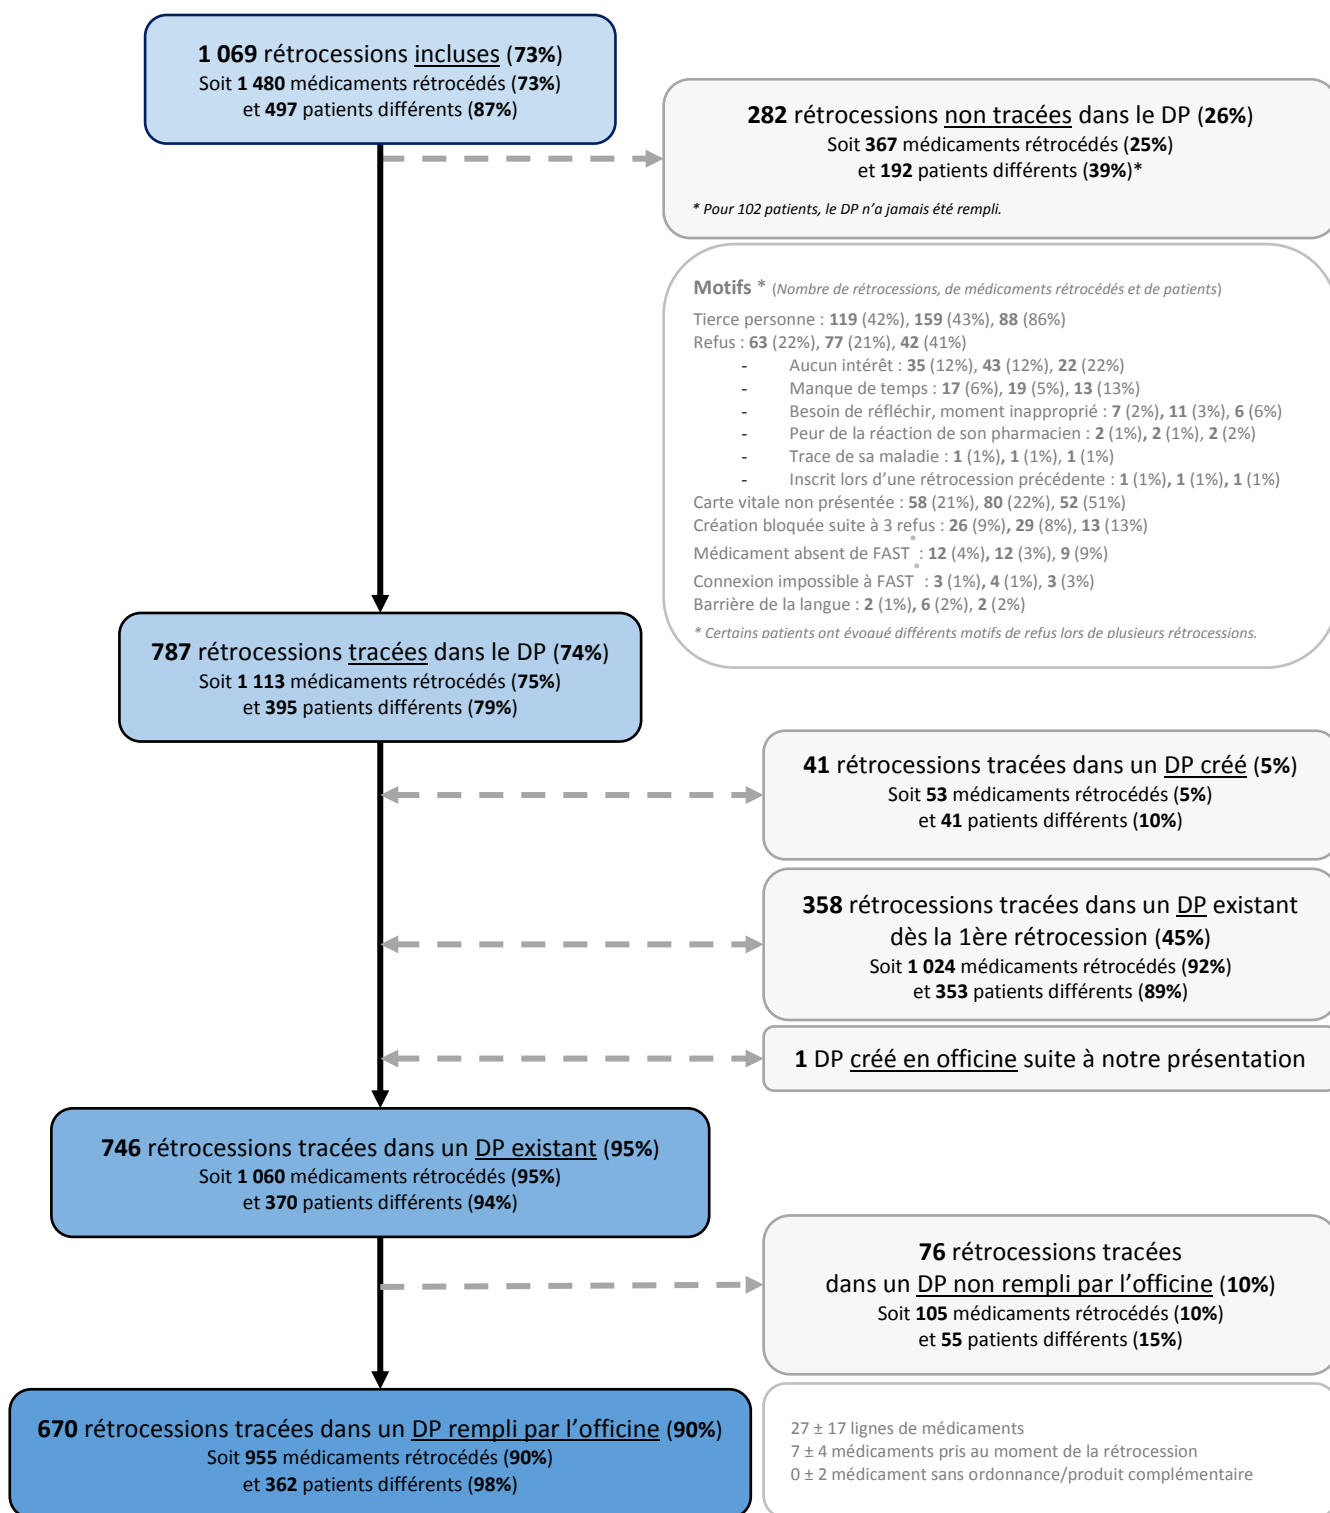 1 069 rétrocessions incluses (73%)
Soit 1 480 médicaments rétrocédés (73%)
et 497 patients différents (87%)
282 rétrocessions non tracées dans le DP (26%)
Soit 367 médicaments rétrocédés (25%)
et 192 patients différents (39%)*
* Pour 102 patients, le DP n’a jamais été rempli.
Motifs * (Nombre de rétrocessions, de médicaments rétrocédés et de patients)
Tierce personne : 119 (42%), 159 (43%), 88 (86%)
Refus : 63 (22%), 77 (21%), 42 (41%)
- Aucun intérêt : 35 (12%), 43 (12%), 22 (22%)
- Manque de temps : 17 (6%), 19 (5%), 13 (13%)
- Besoin de réfléchir, moment inapproprié : 7 (2%), 11 (3%), 6 (6%)
- Peur de la réaction de son pharmacien : 2 (1%), 2 (1%), 2 (2%)
- Trace de sa maladie : 1 (1%), 1 (1%), 1 (1%)
- Inscrit lors d’une rétrocession précédente : 1 (1%), 1 (1%), 1 (1%)
Carte vitale non présentée : 58 (21%), 80 (22%), 52 (51%)
Création bloquée suite à 3 refus : 26 (9%), 29 (8%), 13 (13%)
Médicament absent de FAST® : 12 (4%), 12 (3%), 9 (9%)
Connexion impossible à FAST® : 3 (1%), 4 (1%), 3 (3%)
Barrière de la langue : 2 (1%), 6 (2%), 2 (2%)
* Certains patients ont évoqué différents motifs de refus lors de plusieurs rétrocessions.
787 rétrocessions tracées dans le DP (74%)
Soit 1 113 médicaments rétrocédés (75%)
et 395 patients différents (79%)
41 rétrocessions tracées dans un DP créé (5%)
Soit 53 médicaments rétrocédés (5%)
et 41 patients différents (10%)
358 rétrocessions tracées dans un DP existant
dès la 1ère rétrocession (45%)
Soit 1 024 médicaments rétrocédés (92%)
et 353 patients différents (89%)
1 DP créé en officine suite à notre présentation
746 rétrocessions tracées dans un DP existant (95%)
Soit 1 060 médicaments rétrocédés (95%)
et 370 patients différents (94%)
76 rétrocessions tracées
dans un DP non rempli par l’officine (10%)
Soit 105 médicaments rétrocédés (10%)
et 55 patients différents (15%)
670 rétrocessions tracées dans un DP rempli par l’officine (90%)
Soit 955 médicaments rétrocédés (90%)
et 362 patients différents (98%)
27 ± 17 lignes de médicaments
7 ± 4 médicaments pris au moment de la rétrocession
0 ± 2 médicament sans ordonnance/produit complémentaire